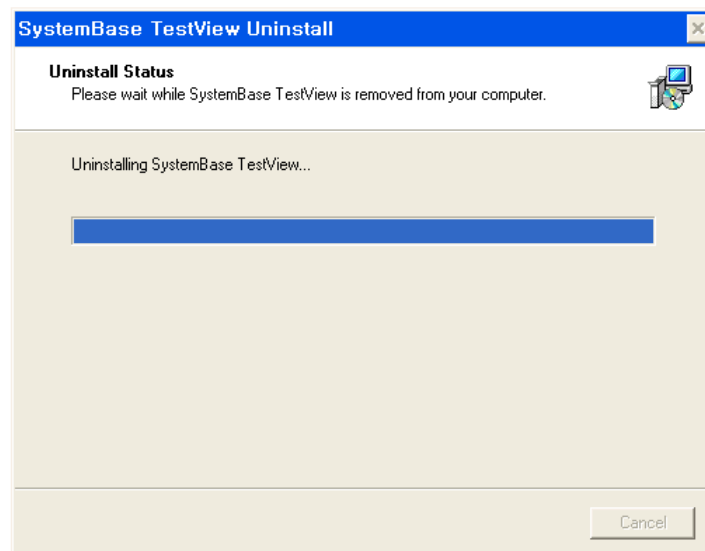 SystemBase TestView Uninstall
Uninstall Status
Please wait while SystemBase TestView is removed from your computer.
Uninstalling SystemBase TestView...
Cancel